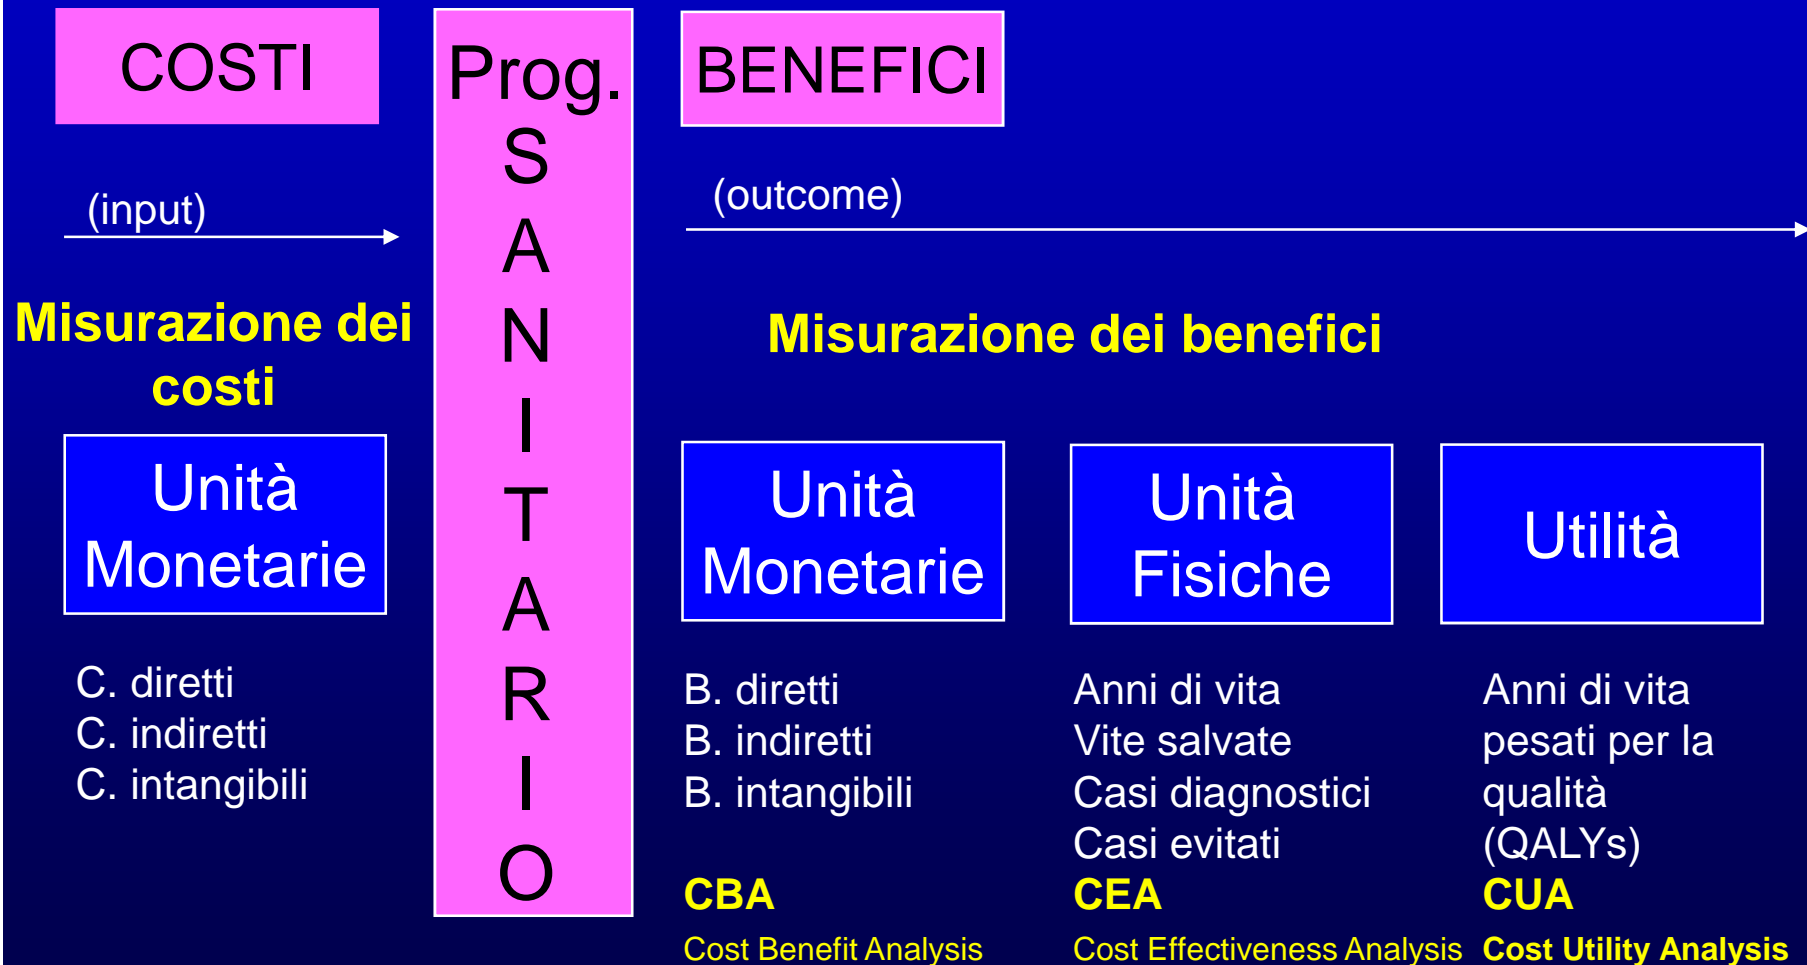 COSTI
(input)
Misurazione dei
costi
Unità
Monetarie
C. diretti
C. indiretti
C. intangibili
Prog.
S
A
N
I
T
A
R
I
O
BENEFICI
(outcome)
Misurazione dei benefici
Unità
Monetarie
B. diretti
B. indiretti
B. intangibili
CBA
Cost Benefit Analysis
Unità
Fisiche
Anni di vita
Vite salvate
Casi diagnostici
Casi evitati
CEA
Cost Effectiveness Analysis
Utilità
Anni di vita
pesati per la
qualità
(QALYs)
CUA
Cost Utility Analysis